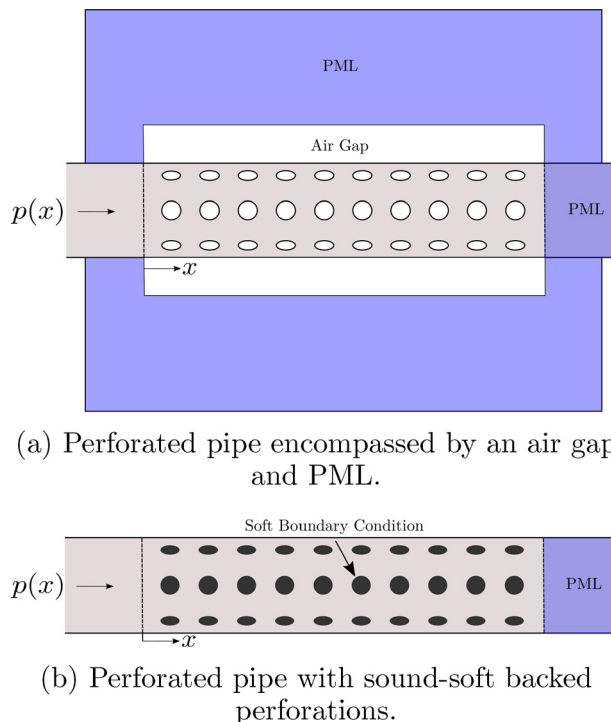 PML
Air Gap
p(x)
PML
x
(a) Perforated pipe encompassed by an air gap
and PML.
Soft Boundary Condition
p(x)
PML
x
(b) Perforated pipe with sound-soft backed
perforations.